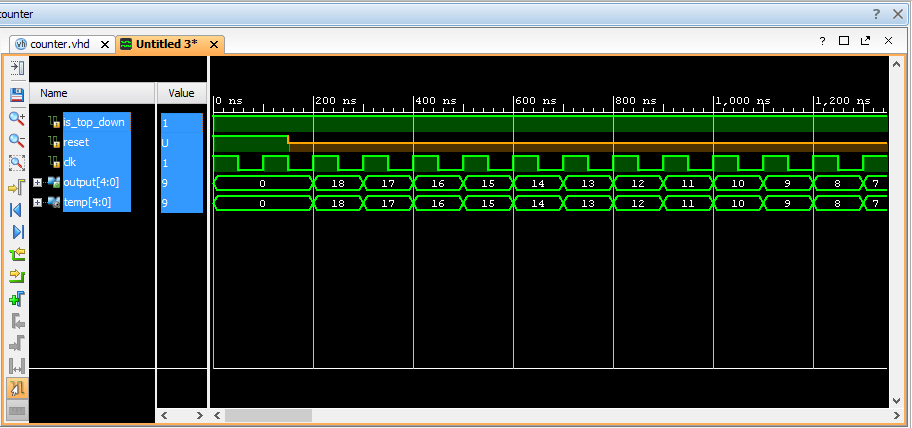 counter
counter.vhd Untitled 3*
Name Value
0 ns 200 ns 400 ns 600 ns 800 ns 1,000 ns 1,200 ns
is_top_down 1
reset U
clk 1
output[4:0] 9 0 18 17 16 15 14 13 12 11 10 9 8 7
temp[4:0] 9 0 18 17 16 15 14 13 12 11 10 9 8 7